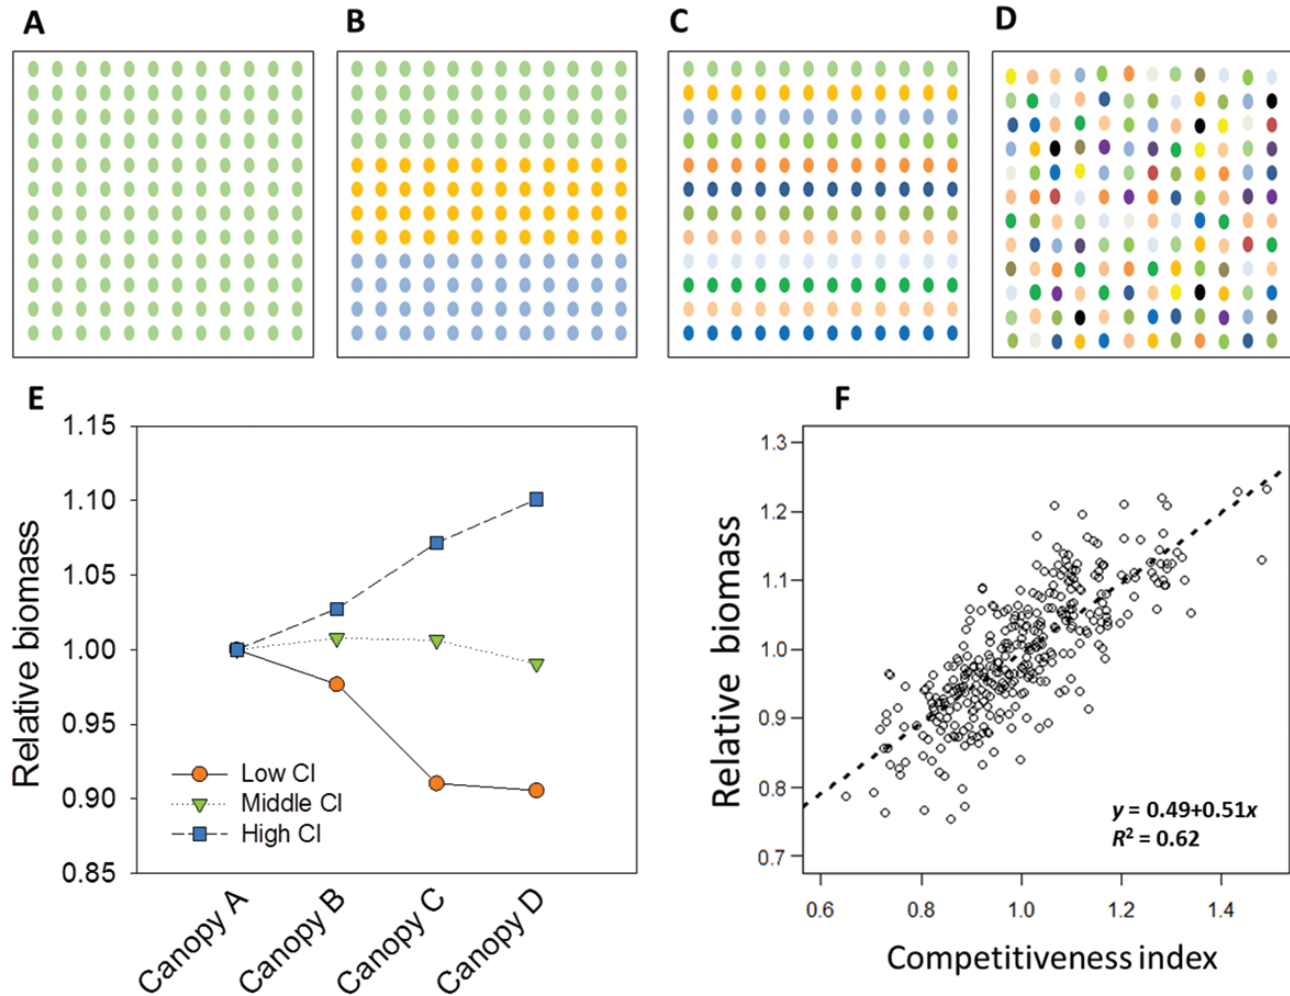 A
B
C
D
E
1.15
1.10
1.05
1.00
0.95
0.90
0.85
Relative biomass
Low CI
Middle CI
High CI
Canopy A
Canopy B
Canopy C
Canopy D
F
1.3
1.2
1.1
1.0
0.9
0.8
0.7
Relative biomass
y = 0.49+0.51x
R² = 0.62
0.6 0.8 1.0 1.2 1.4
Competitiveness index